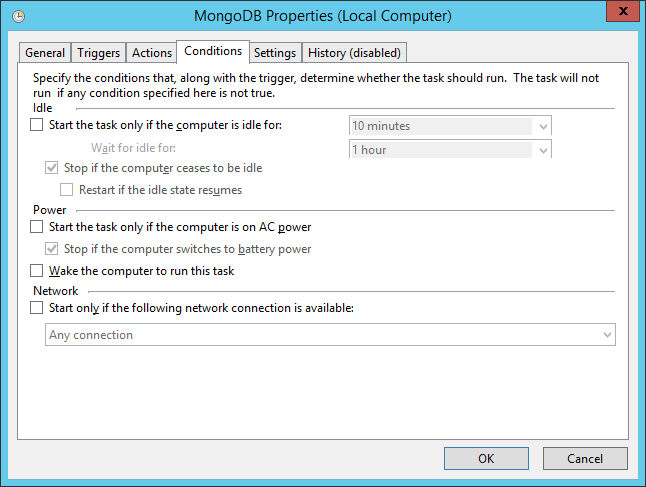 MongoDB Properties (Local Computer)
x
General Triggers Actions Conditions Settings History (disabled)
Specify the conditions that, along with the trigger, determine whether the task should run.  The task will not
run  if any condition specified here is not true.
Idle
Start the task only if the computer is idle for: 10 minutes
Wait for idle for: 1 hour
Stop if the computer ceases to be idle
Restart if the idle state resumes
Power
Start the task only if the computer is on AC power
Stop if the computer switches to battery power
Wake the computer to run this task
Network
Start only if the following network connection is available:
Any connection
OK Cancel